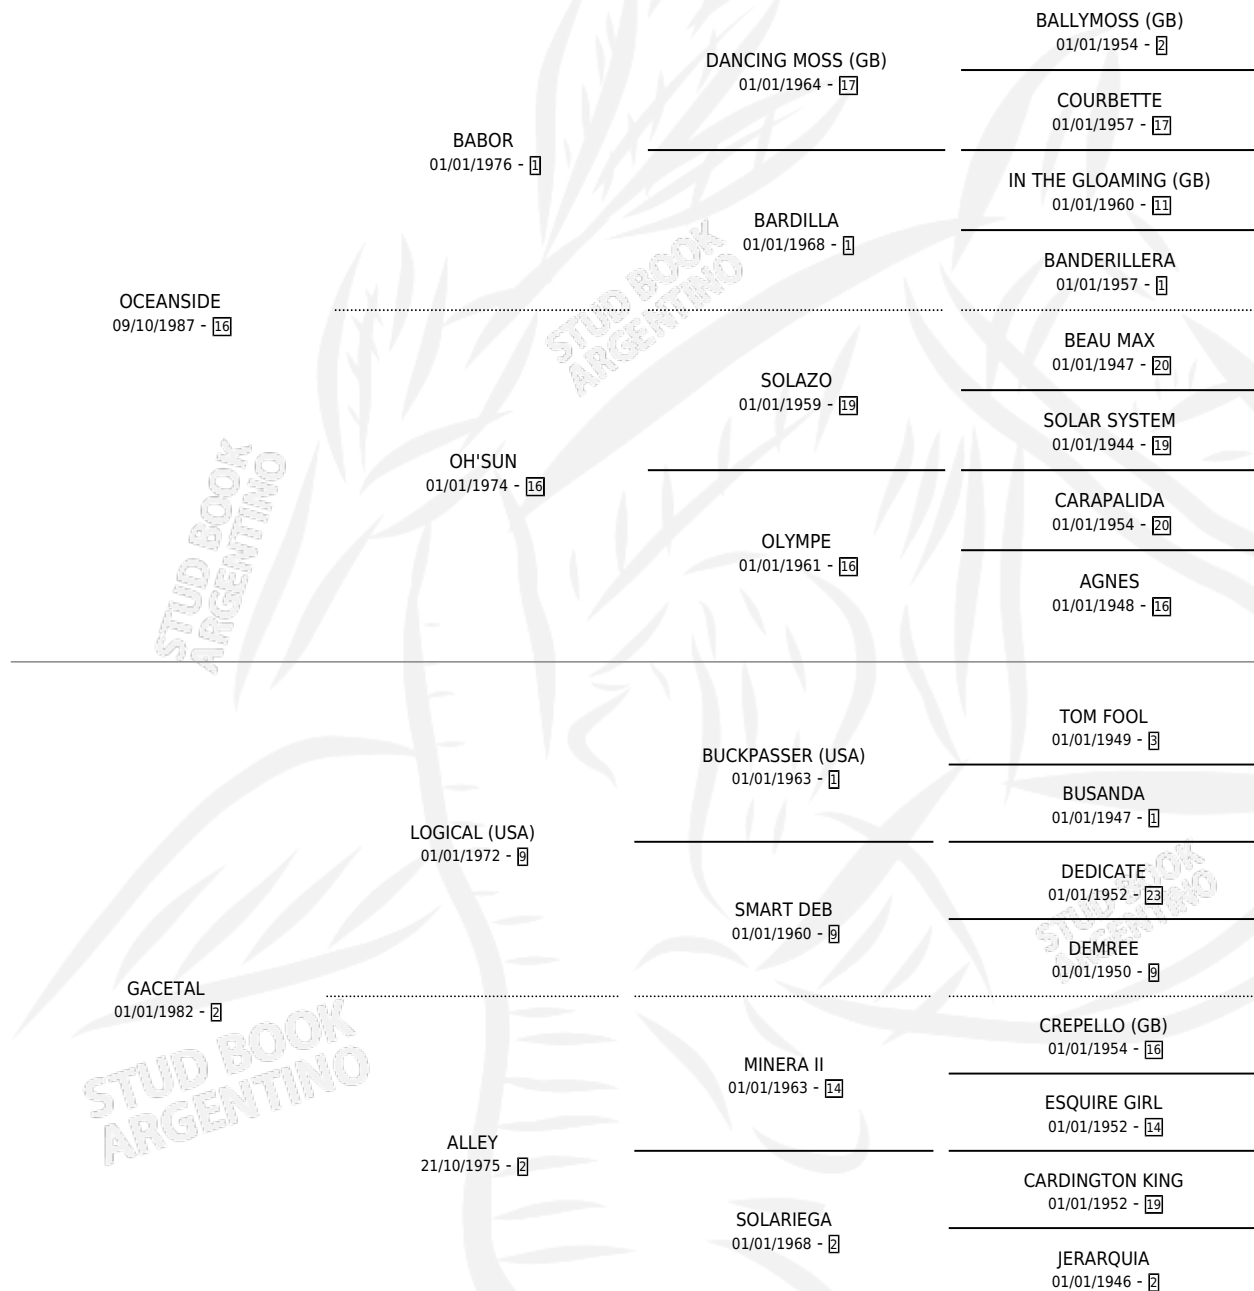 BALLYMOSS (GB)
01/01/1954 - 2
DANCING MOSS (GB)
01/01/1964 - 17
COURBETTE
01/01/1957 - 17
BABOR
01/01/1976 - 1
IN THE GLOAMING (GB)
01/01/1960 - 11
BARDILLA
01/01/1968 - 1
BANDERILLERA
01/01/1957 - 1
OCEANSIDE
09/10/1987 - 16
BEAU MAX
01/01/1947 - 20
SOLAZO
01/01/1959 - 19
SOLAR SYSTEM
01/01/1944 - 19
OH'SUN
01/01/1974 - 16
CARAPALIDA
01/01/1954 - 20
OLYMPE
01/01/1961 - 16
AGNES
01/01/1948 - 16
TOM FOOL
01/01/1949 - 3
BUCKPASSER (USA)
01/01/1963 - 1
BUSANDA
01/01/1947 - 1
LOGICAL (USA)
01/01/1972 - 9
DEDICATE
01/01/1952 - 23
SMART DEB
01/01/1960 - 9
DEMREE
01/01/1950 - 9
GACETAL
01/01/1982 - 2
CREPELLO (GB)
01/01/1954 - 16
MINERA II
01/01/1963 - 14
ESQUIRE GIRL
01/01/1952 - 14
ALLEY
21/10/1975 - 2
CARDINGTON KING
01/01/1952 - 19
SOLARIEGA
01/01/1968 - 2
JERARQUIA
01/01/1946 - 2
STUD BOOK
ARGENTINO
STUD BOOK
ARGENTINO
STUD BOOK
ARGENTINO
STUD BOOK
ARGENTINO